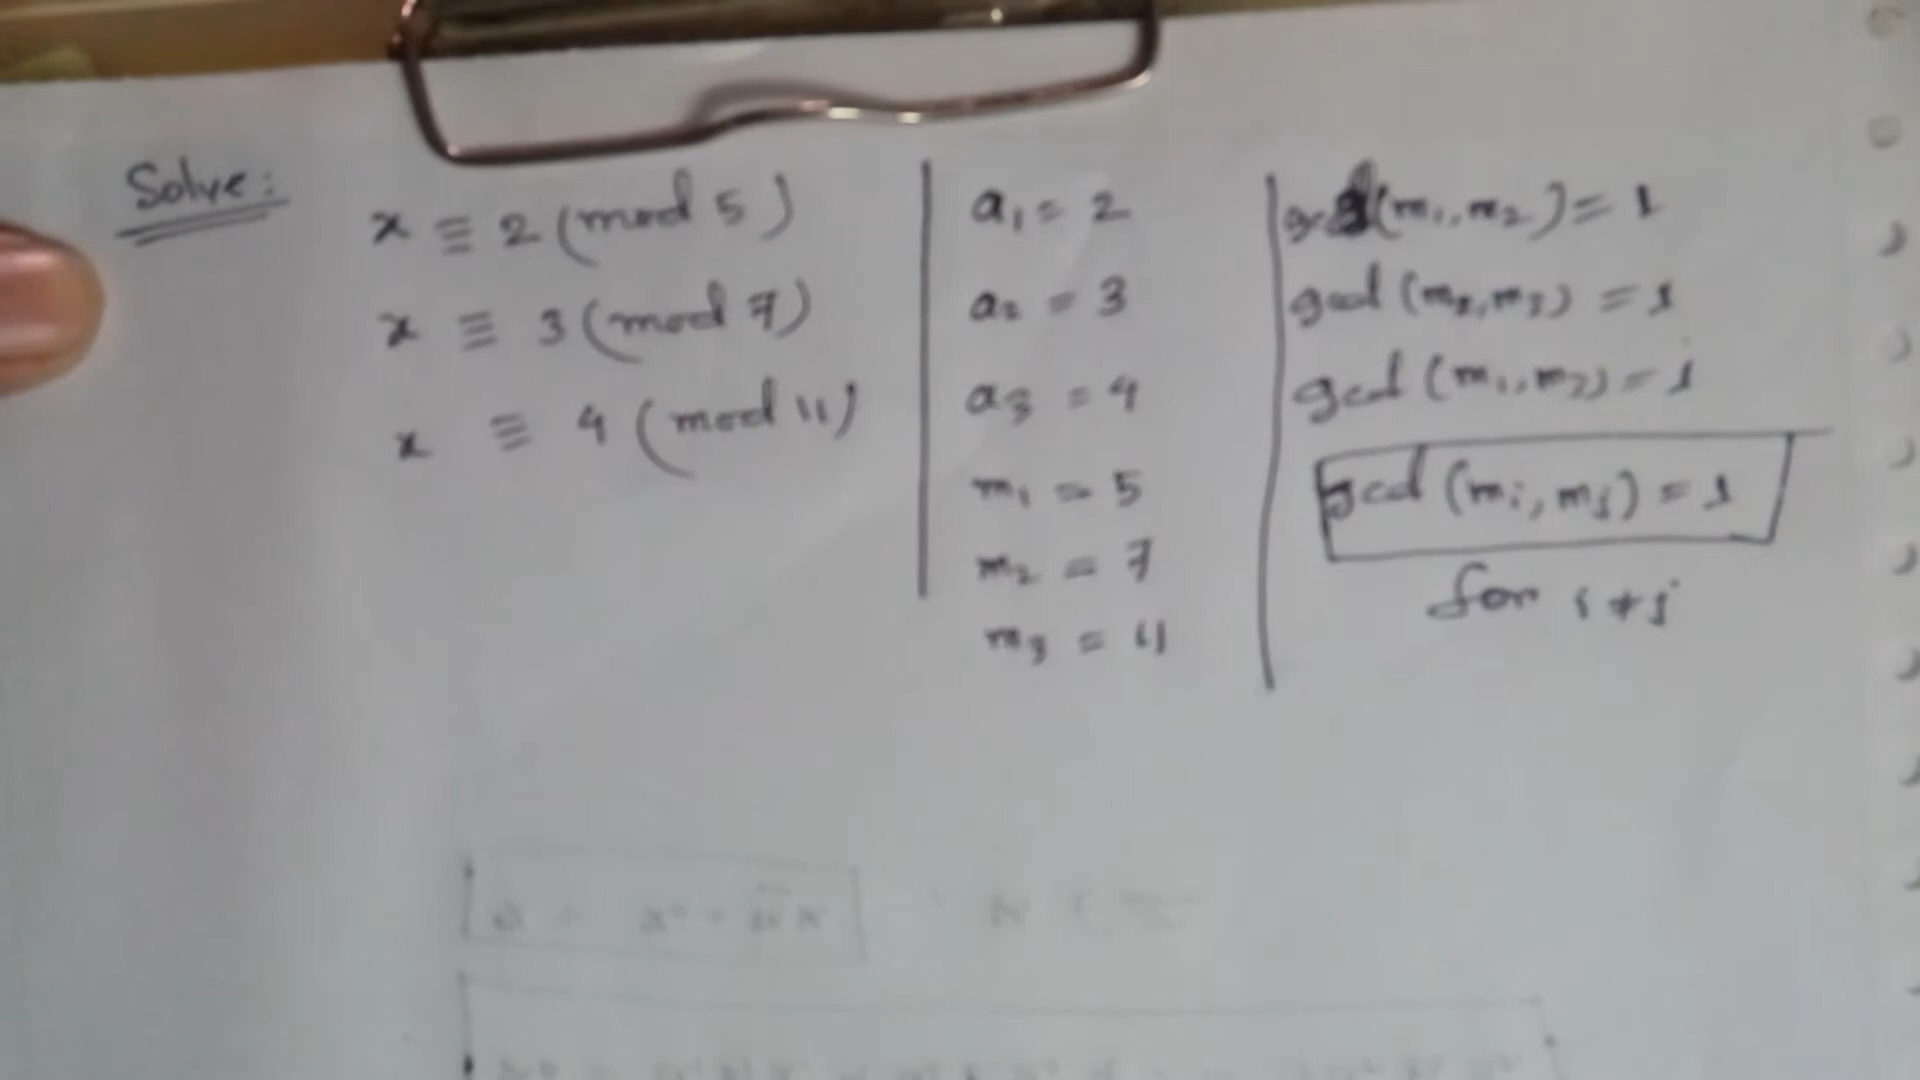 Solve:
x ≡ 2 (mod 5)
x ≡ 3 (mod 7)
x ≡ 4 (mod 11)
a₁ = 2
a₂ = 3
a₃ = 4
m₁ = 5
m₂ = 7
m₃ = 11
gcd (m₁, m₂) = 1
gcd (m₂, m₃) = 1
gcd (m₁, m₃) = 1
gcd (mᵢ, mⱼ) = 1
for i ≠ j